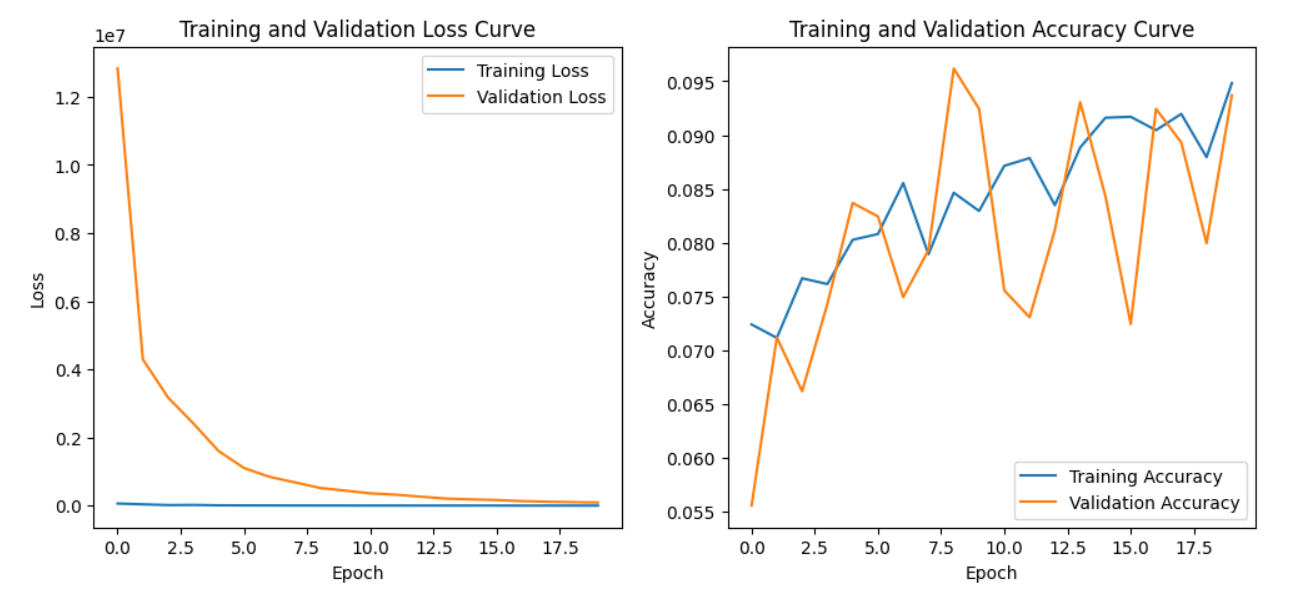 Training and Validation Loss Curve
1e7
Training Loss
Validation Loss
1.2
1.0
0.8
0.6
0.4
0.2
0.0
Loss
0.0 2.5 5.0 7.5 10.0 12.5 15.0 17.5
Epoch
Training and Validation Accuracy Curve
0.095
0.090
0.085
0.080
0.075
0.070
0.065
0.060
0.055
Accuracy
Training Accuracy
Validation Accuracy
0.0 2.5 5.0 7.5 10.0 12.5 15.0 17.5
Epoch